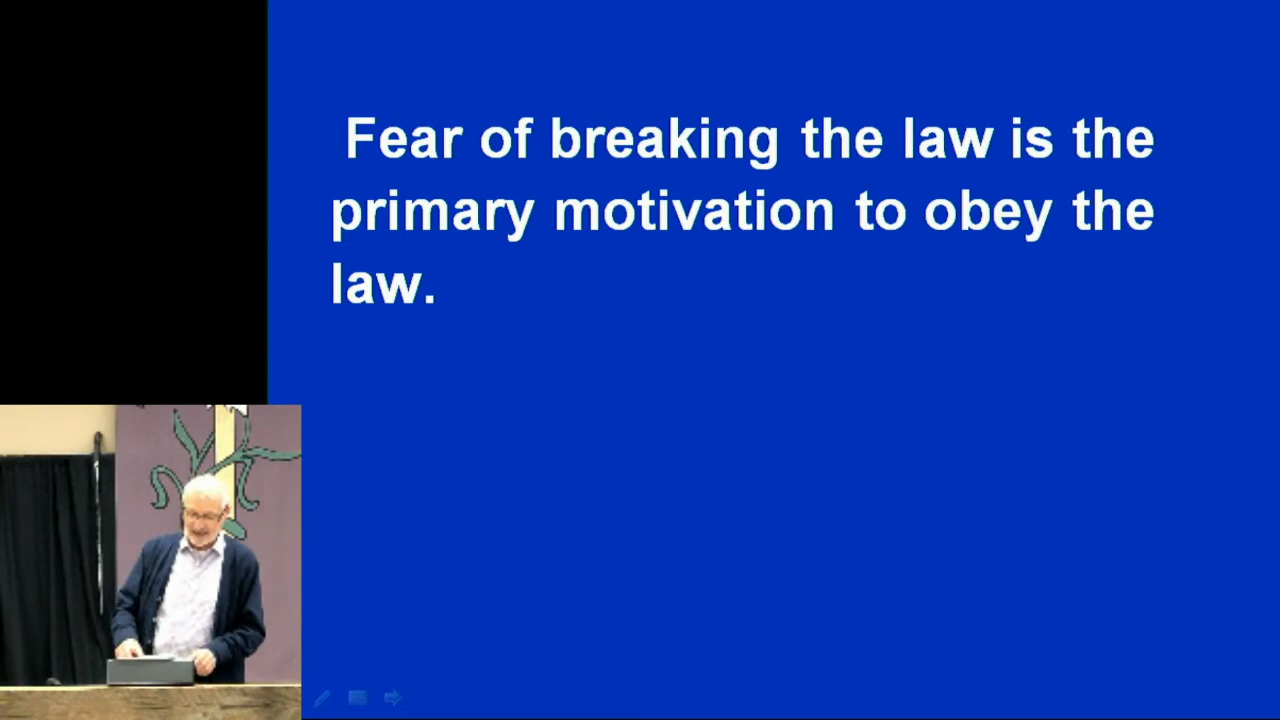 Fear of breaking the law is the
primary motivation to obey the
law.